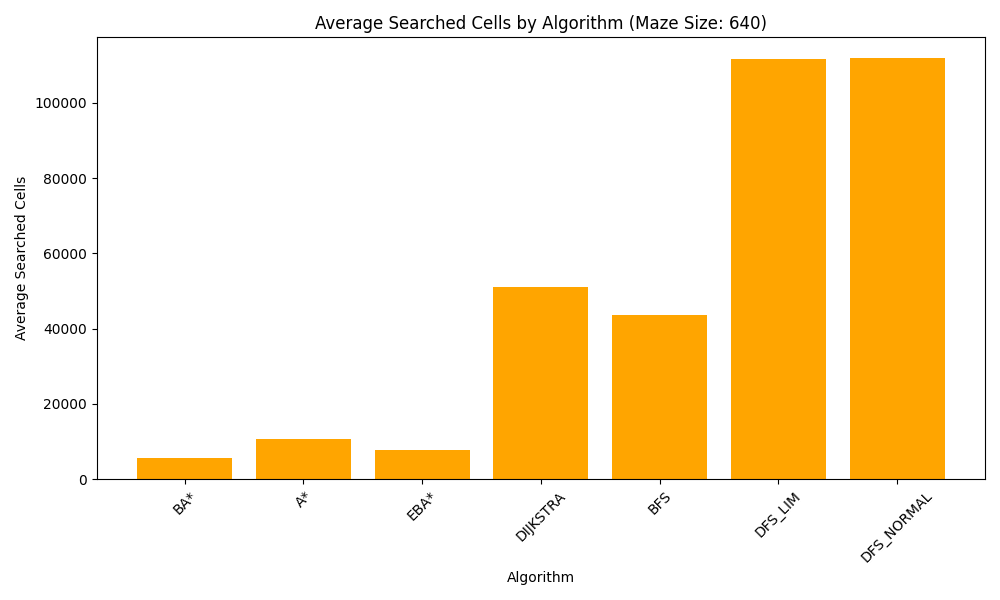 Average Searched Cells by Algorithm (Maze Size: 640)
Average Searched Cells
100000
80000
60000
40000
20000
0
BA*
A*
EBA*
DIJKSTRA
BFS
DFS_LIM
DFS_NORMAL
Algorithm